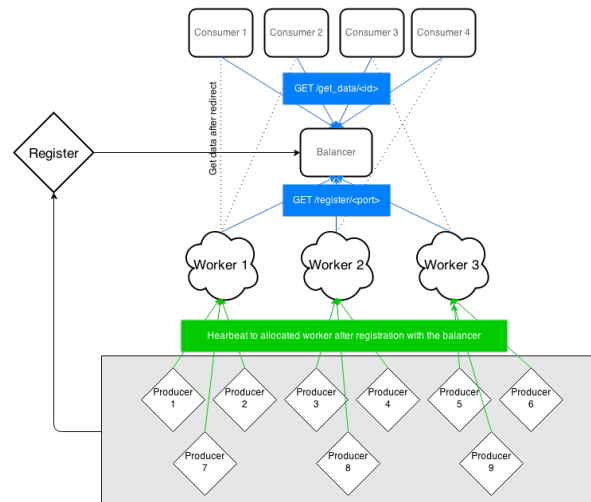 Consumer 1
Consumer 2
Consumer 3
Consumer 4
GET /get_data/<id>
Get data after redirect
Register
Balancer
GET /register/<port>
Worker 1
Worker 2
Worker 3
Hearbeat to allocated worker after registration with the balancer
Producer
1
Producer
2
Producer
3
Producer
4
Producer
5
Producer
6
Producer
7
Producer
8
Producer
9